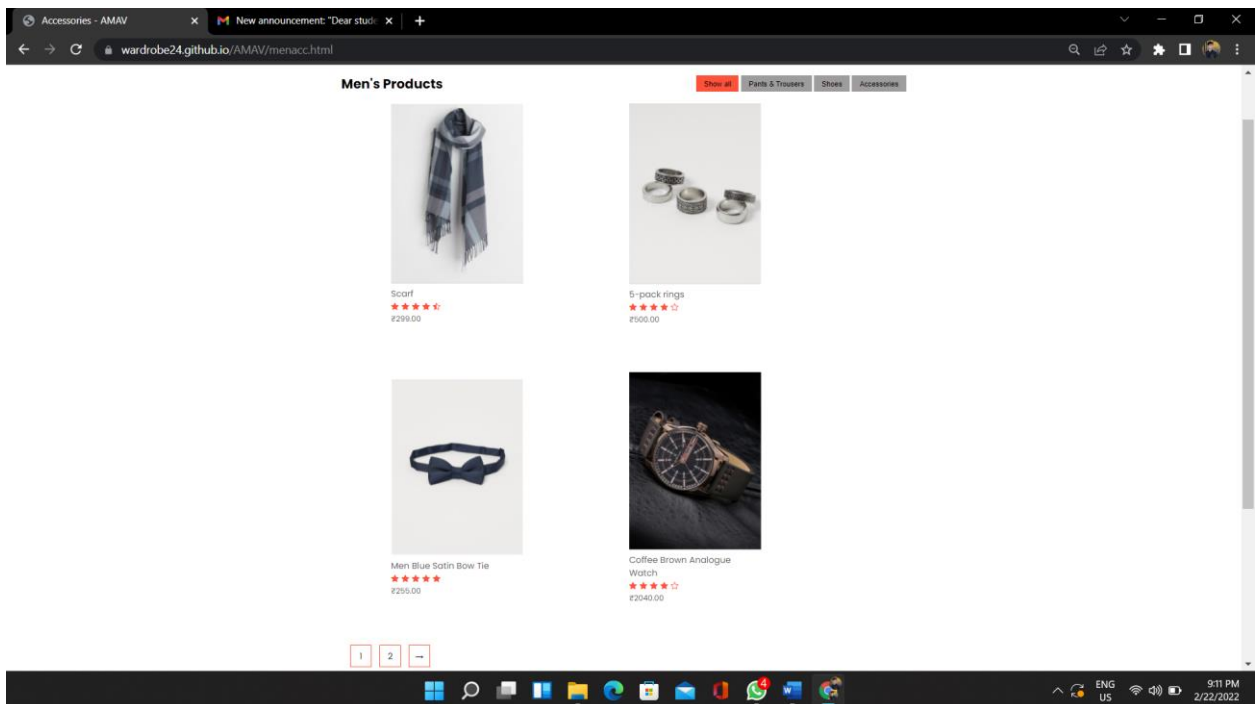 Accessories - AMAV
New announcement: "Dear stude
wardrobe24.github.io/AMAV/menacc.html
Men's Products
Show all
Pants & Trousers
Shoes
Accessories
Scarf
₹299.00
5-pack rings
₹500.00
Men Blue Satin Bow Tie
₹255.00
Coffee Brown Analogue
Watch
₹2040.00
1 2 →
4
ENG
US
9:11 PM
2/22/2022